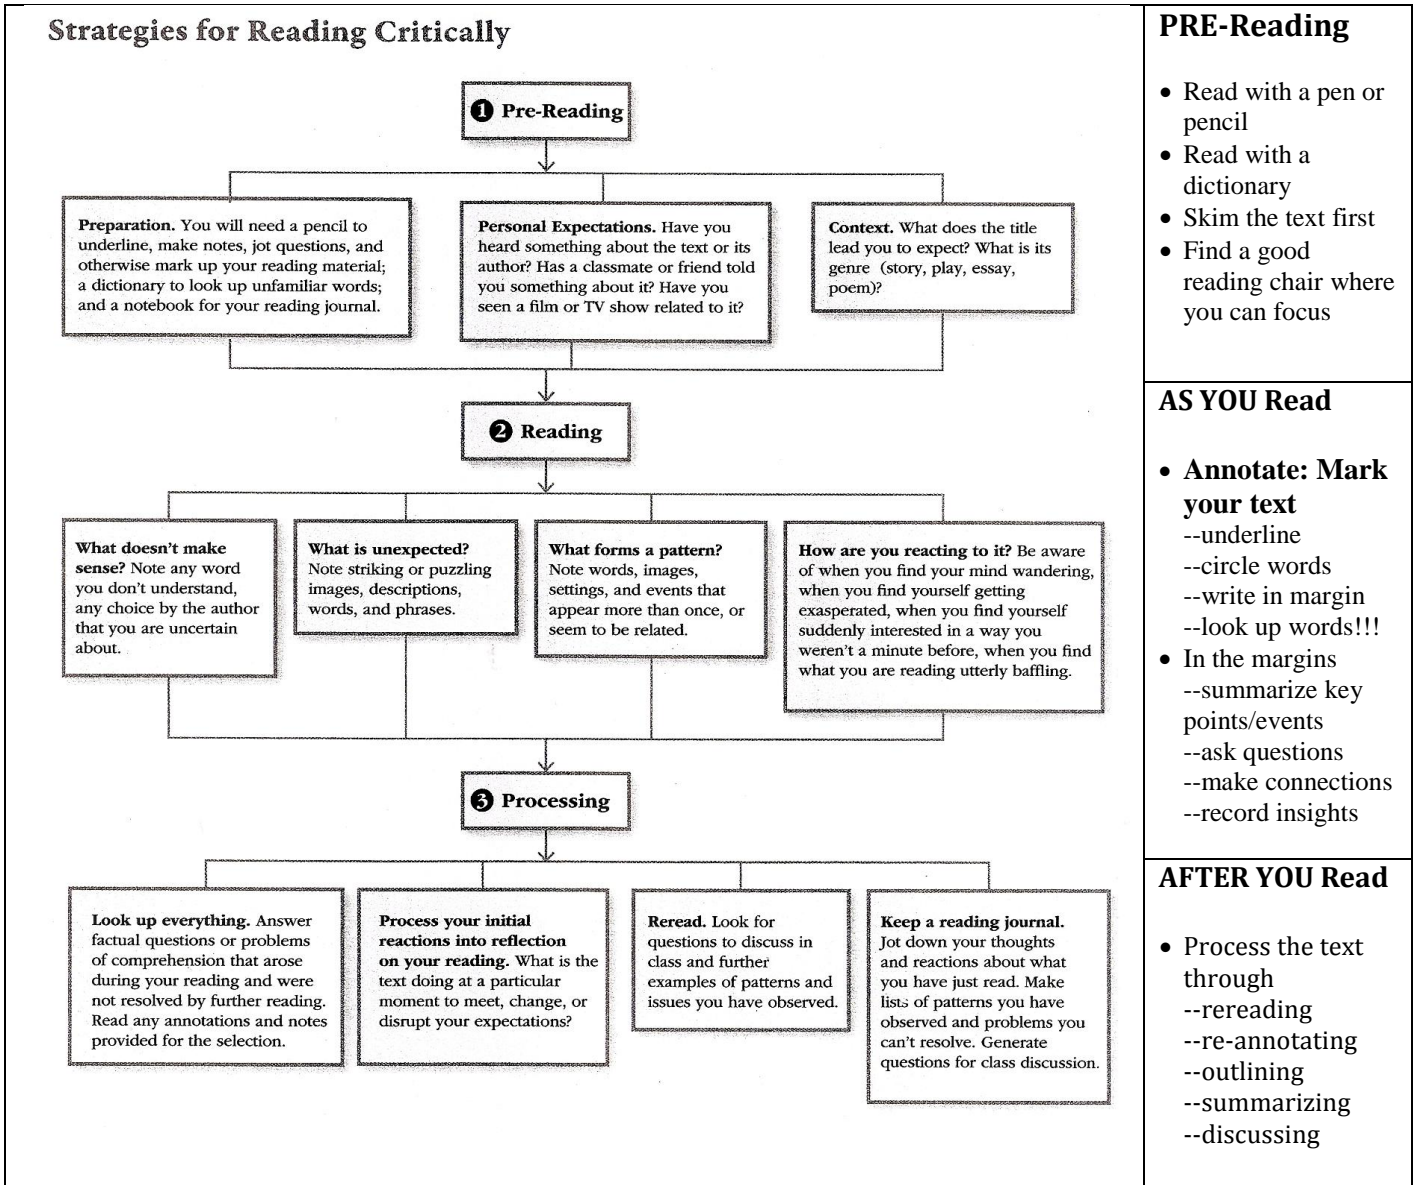 Strategies for Reading Critically
❶ Pre-Reading
Preparation. You will need a pencil to
underline, make notes, jot questions, and
otherwise mark up your reading material;
a dictionary to look up unfamiliar words;
and a notebook for your reading journal.
Personal Expectations. Have you
heard something about the text or its
author? Has a classmate or friend told
you something about it? Have you
seen a film or TV show related to it?
Context. What does the title
lead you to expect? What is its
genre (story, play, essay,
poem)?
❷ Reading
What doesn't make
sense? Note any word
you don't understand,
any choice by the author
that you are uncertain
about.
What is unexpected?
Note striking or puzzling
images, descriptions,
words, and phrases.
What forms a pattern?
Note words, images,
settings, and events that
appear more than once, or
seem to be related.
How are you reacting to it? Be aware
of when you find your mind wandering,
when you find yourself getting
exasperated, when you find yourself
suddenly interested in a way you
weren't a minute before, when you find
what you are reading utterly baffling.
❸ Processing
Look up everything. Answer
factual questions or problems
of comprehension that arose
during your reading and were
not resolved by further reading.
Read any annotations and notes
provided for the selection.
Process your initial
reactions into reflection
on your reading. What is the
text doing at a particular
moment to meet, change, or
disrupt your expectations?
Reread. Look for
questions to discuss in
class and further
examples of patterns and
issues you have observed.
Keep a reading journal.
Jot down your thoughts
and reactions about what
you have just read. Make
lists of patterns you have
observed and problems you
can't resolve. Generate
questions for class discussion.
PRE-Reading
• Read with a pen or
pencil
• Read with a
dictionary
• Skim the text first
• Find a good
reading chair where
you can focus
AS YOU Read
• Annotate: Mark
your text
--underline
--circle words
--write in margin
--look up words!!!
• In the margins
--summarize key
points/events
--ask questions
--make connections
--record insights
AFTER YOU Read
• Process the text
through
--rereading
--re-annotating
--outlining
--summarizing
--discussing